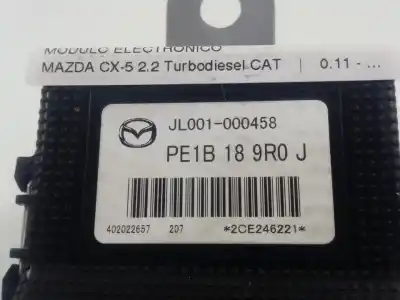 MODULO ELECTRONICO
MAZDA CX-5 2.2 Turbodiesel CAT | 0.11 - ...
JL001-000458
PE1B 18 9R0 J
402022657 207 *2CE246221*